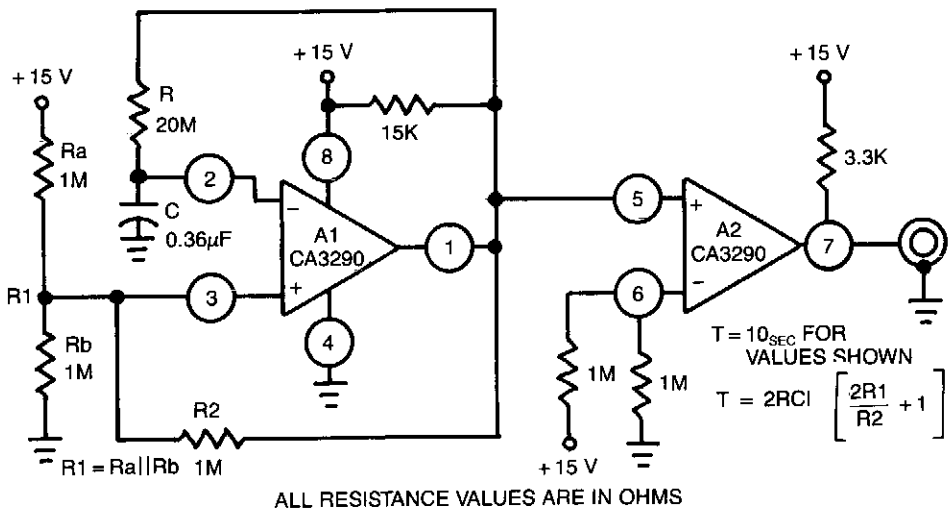 +15 V
R
20M
+15 V
15K
Ra
1M
2
8
C
0.36μF
−
A1
CA3290
+
1
R1
3
4
Rb
1M
R2
1M
R1 = Ra||Rb
+15 V
3.3K
5
+
A2
CA3290
−
7
6
1M
1M
+15 V
T = 10SEC FOR
VALUES SHOWN
T = 2RCI [2R1/R2 + 1]
ALL RESISTANCE VALUES ARE IN OHMS